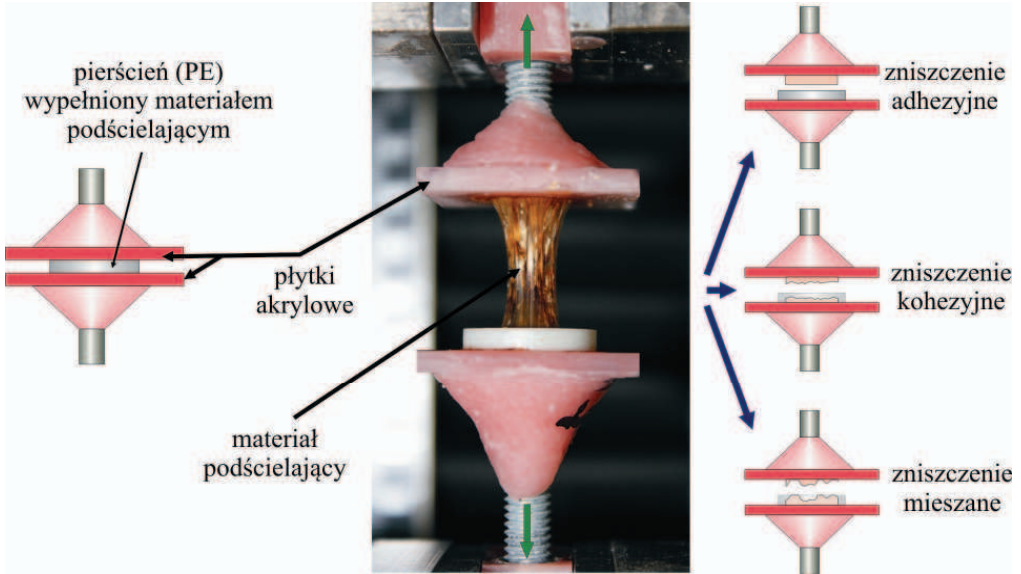 pierścień (PE)
wypełniony materiałem
podścielającym
płytki
akrylowe
materiał
podścielający
zniszczenie
adhezyjne
zniszczenie
kohezyjne
zniszczenie
mieszane